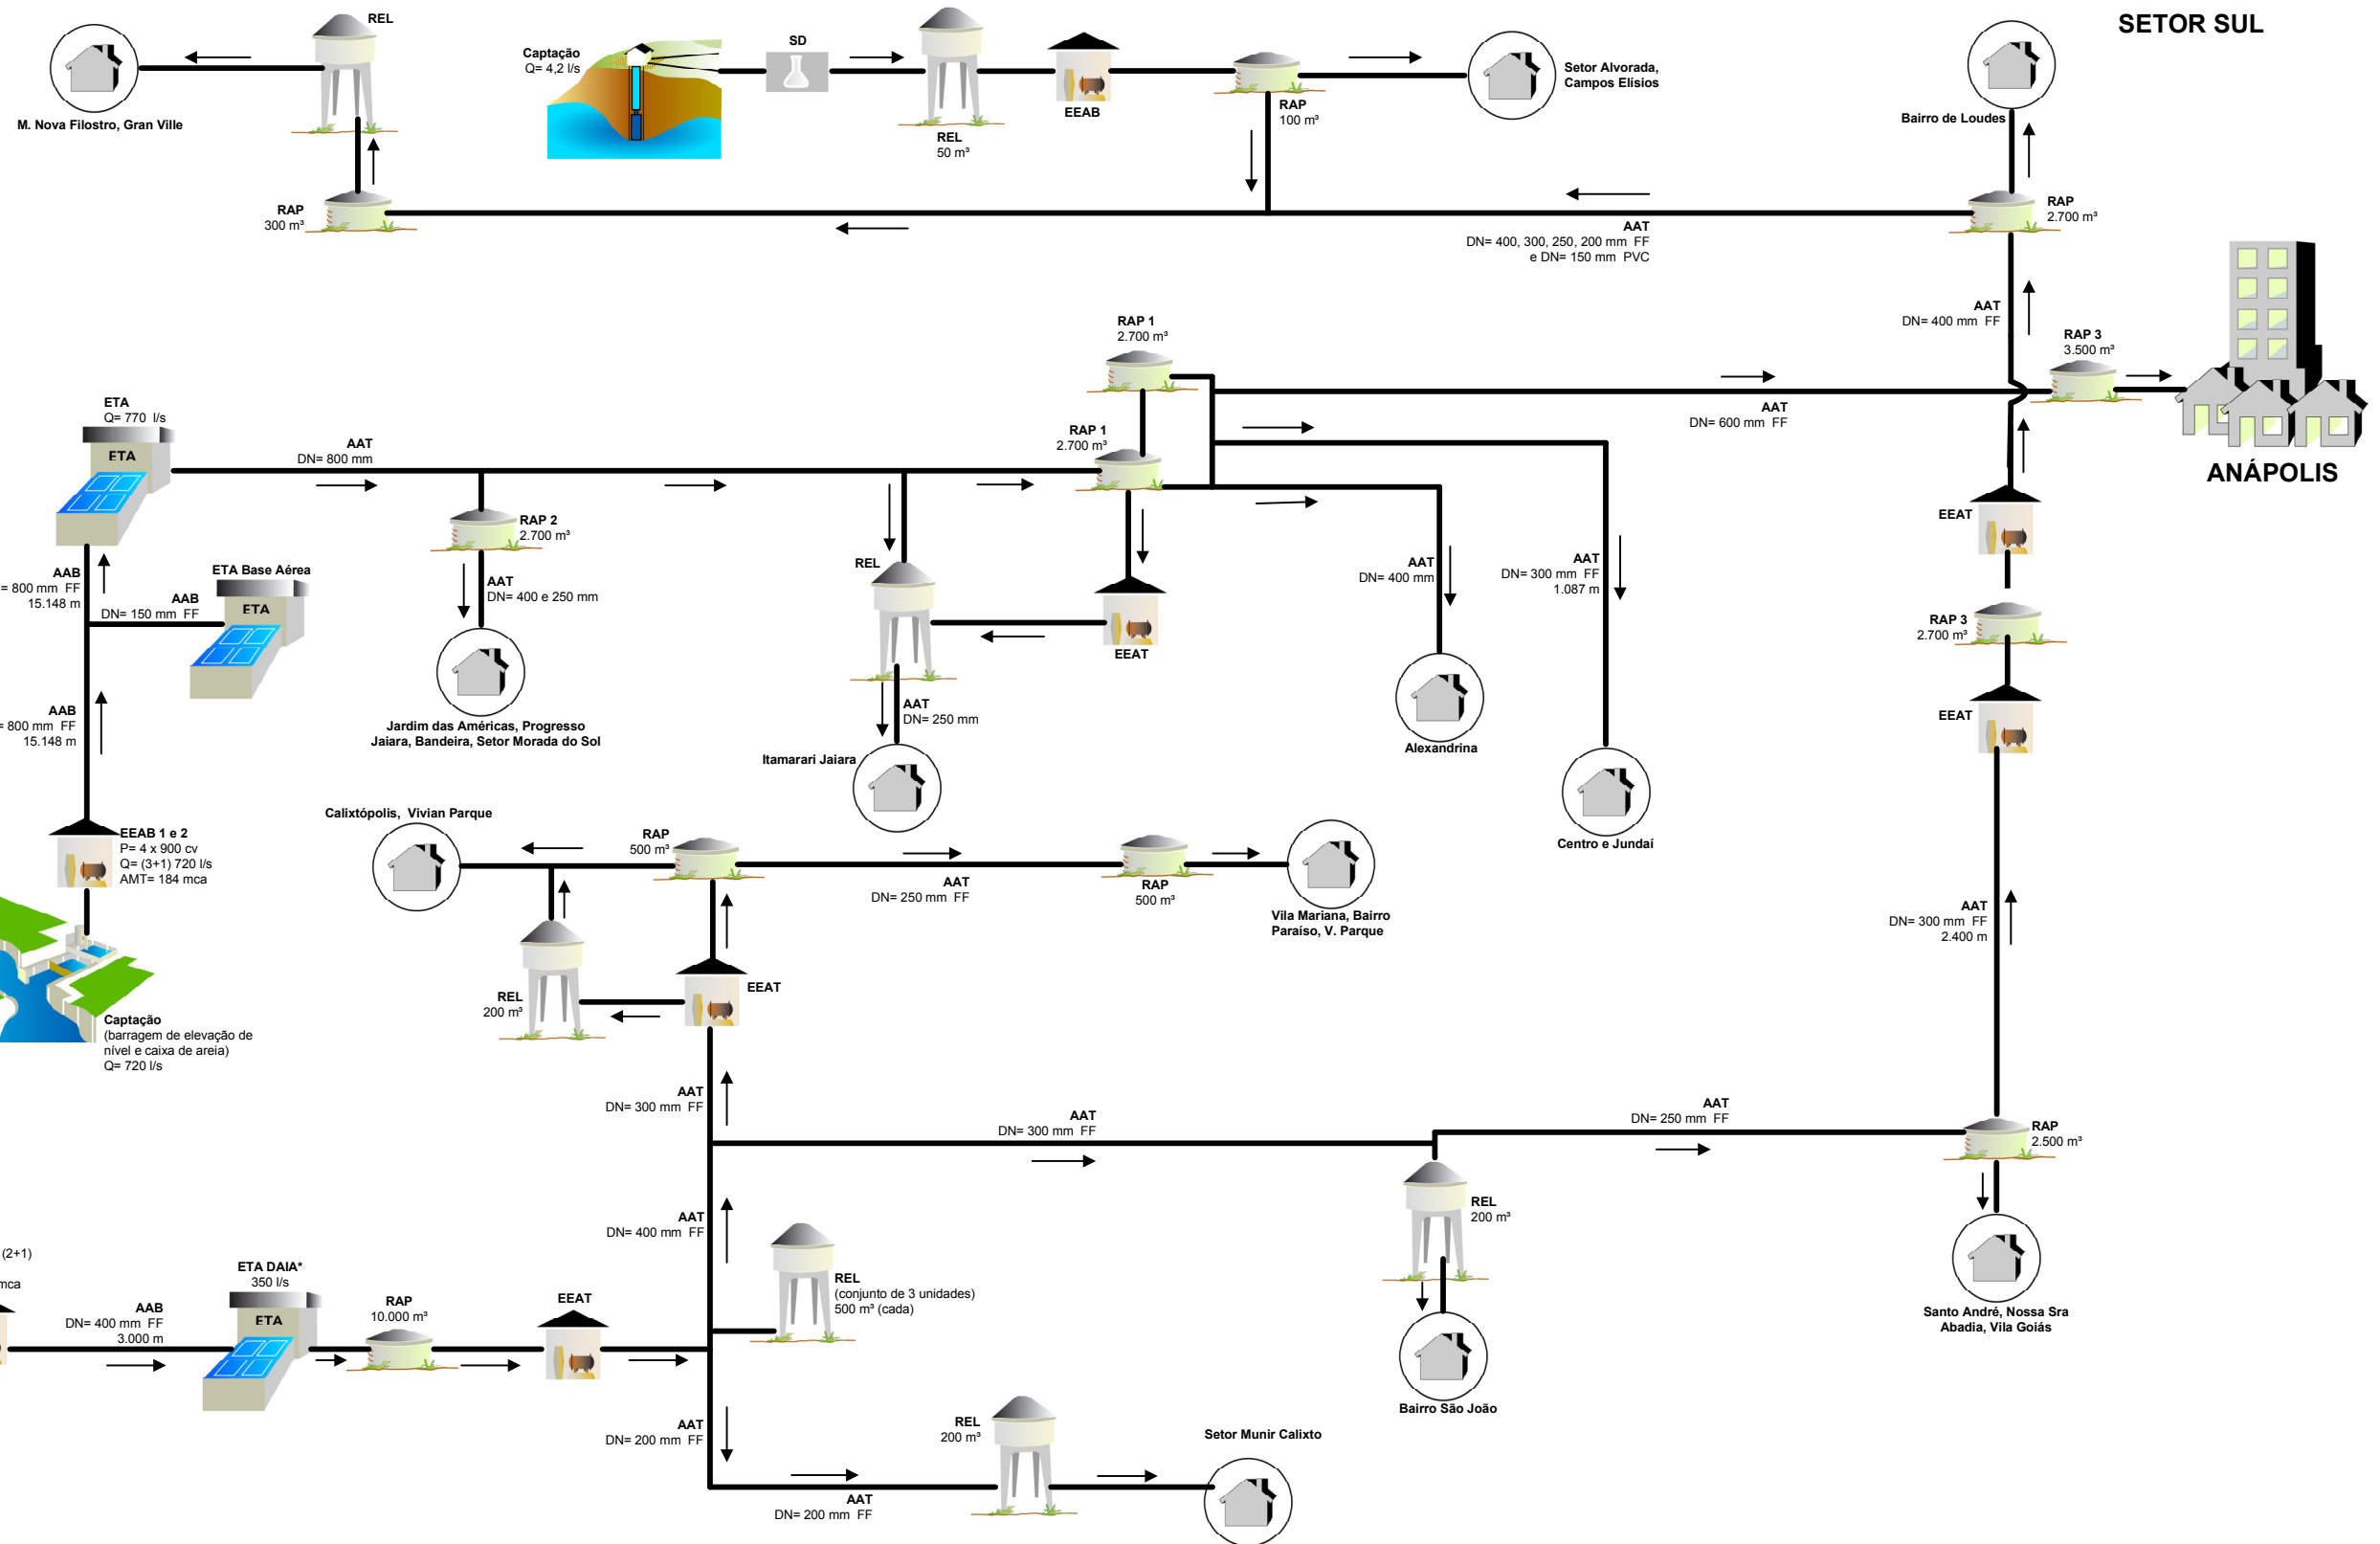 SETOR SUL
REL
M. Nova Filostro, Gran Ville
Captação
Q= 4,2 l/s
SD
REL
50 m³
EEAB
RAP
100 m³
Setor Alvorada,
Campos Elísios
Bairro de Loudes
RAP
300 m³
RAP
2.700 m³
AAT
DN= 400, 300, 250, 200 mm FF
e DN= 150 mm PVC
AAT
DN= 400 mm FF
RAP 1
2.700 m³
RAP 3
3.500 m³
ETA
Q= 770 l/s
ETA
AAT
DN= 800 mm
RAP 1
2.700 m³
AAT
DN= 600 mm FF
ANÁPOLIS
RAP 2
2.700 m³
EEAT
AAB
= 800 mm FF
15.148 m
ETA Base Aérea
ETA
AAB
DN= 150 mm FF
AAT
DN= 400 e 250 mm
REL
EEAT
AAT
DN= 400 mm
AAT
DN= 300 mm FF
1.087 m
RAP 3
2.700 m³
AAB
= 800 mm FF
15.148 m
Jardim das Américas, Progresso
Jaiara, Bandeira, Setor Morada do Sol
AAT
DN= 250 mm
Itamarari Jaiara
Alexandrina
EEAT
Centro e Jundaí
EEAB 1 e 2
P= 4 x 900 cv
Q= (3+1) 720 l/s
AMT= 184 mca
Calixtópolis, Vivian Parque
RAP
500 m³
AAT
DN= 250 mm FF
RAP
500 m³
Vila Mariana, Bairro
Paraíso, V. Parque
AAT
DN= 300 mm FF
2.400 m
Captação
(barragem de elevação de
nível e caixa de areia)
Q= 720 l/s
REL
200 m³
EEAT
AAT
DN= 300 mm FF
AAT
DN= 300 mm FF
AAT
DN= 250 mm FF
RAP
2.500 m³
AAT
DN= 400 mm FF
REL
200 m³
(2+1)
mca
ETA DAIA*
350 l/s
ETA
AAB
DN= 400 mm FF
3.000 m
RAP
10.000 m³
EEAT
REL
(conjunto de 3 unidades)
500 m³ (cada)
Santo André, Nossa Sra
Abadia, Vila Goiás
Bairro São João
AAT
DN= 200 mm FF
REL
200 m³
Setor Munir Calixto
AAT
DN= 200 mm FF